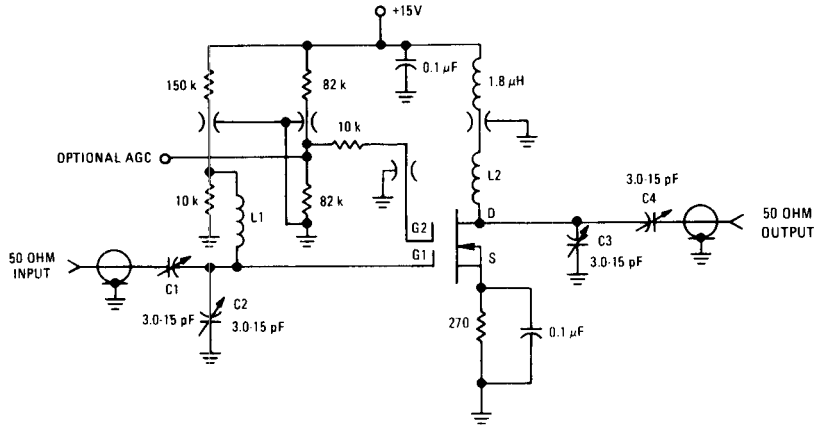 +15V
150 k
82 k
0.1 µF
1.8 µH
10 k
OPTIONAL AGC
10 k
L1
82 k
L2
3.0-15 pF
C4
D
G2
G1
S
C3
3.0-15 pF
50 OHM
OUTPUT
50 OHM
INPUT
C1
C2
3.0-15 pF
3.0-15 pF
270
0.1 µF